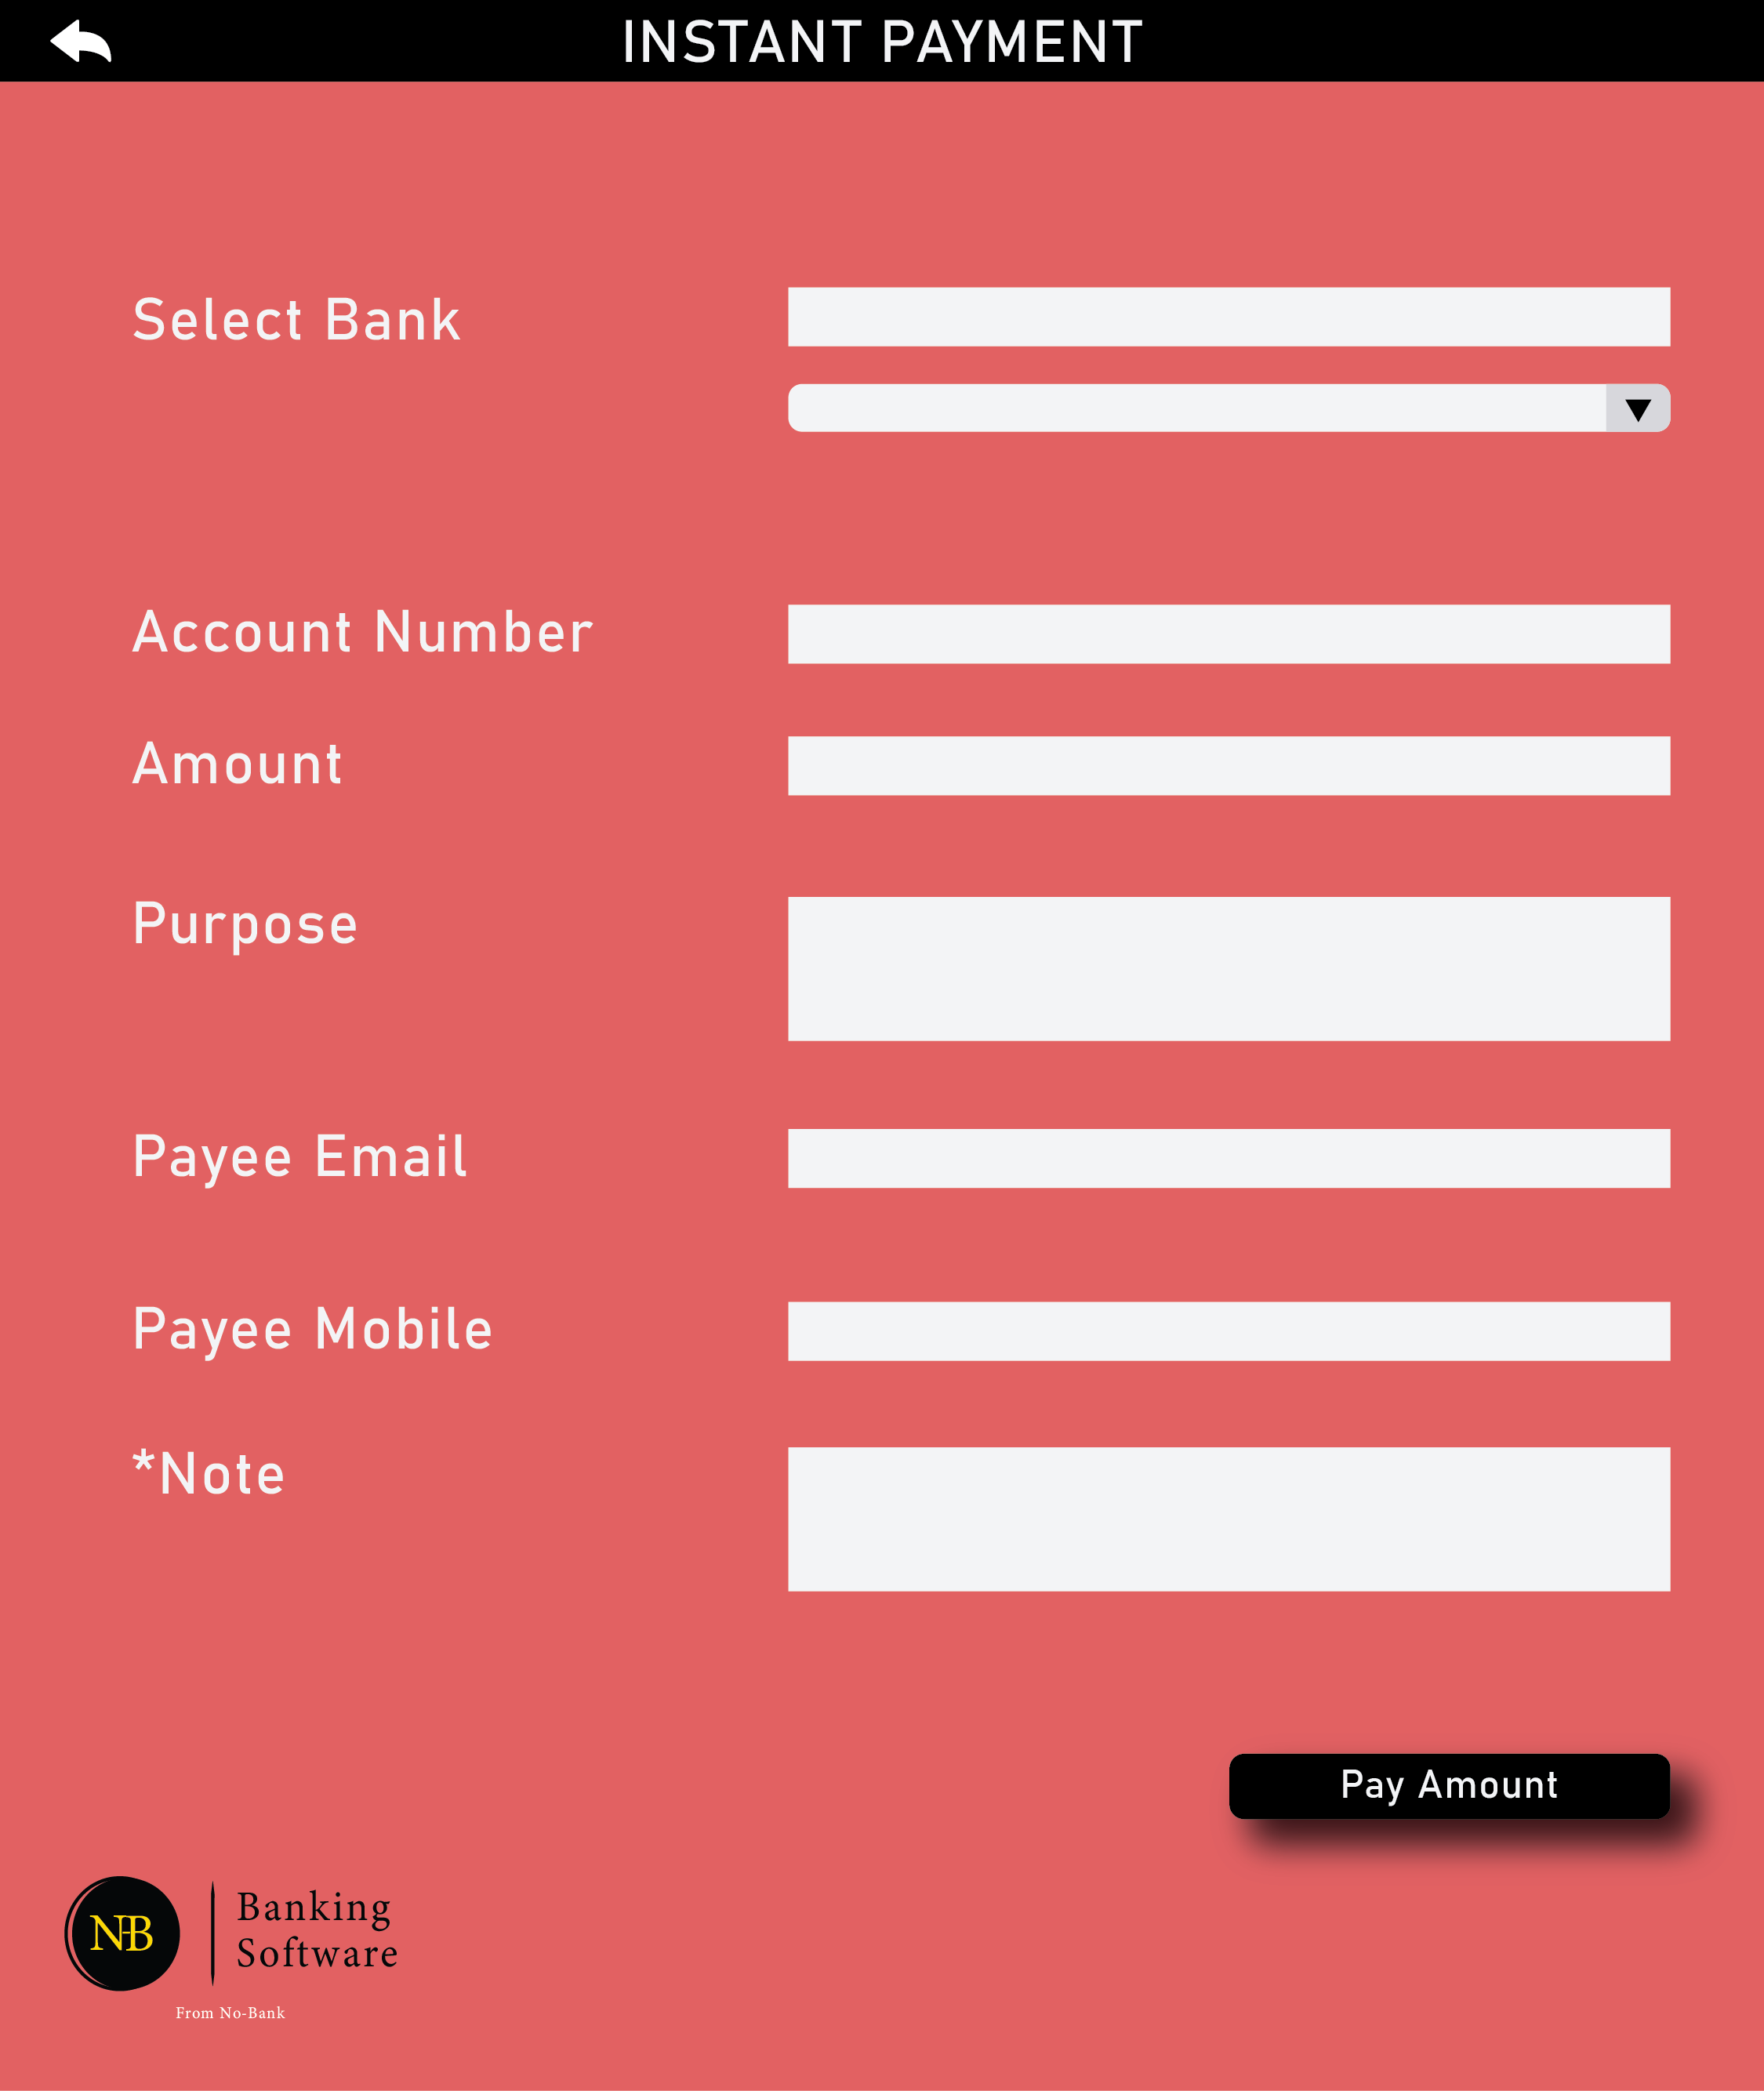 INSTANT PAYMENT
Select Bank
Account Number
Amount
Purpose
Payee Email
Payee Mobile
*Note
Pay Amount
N-B
Banking
Software
From No-Bank